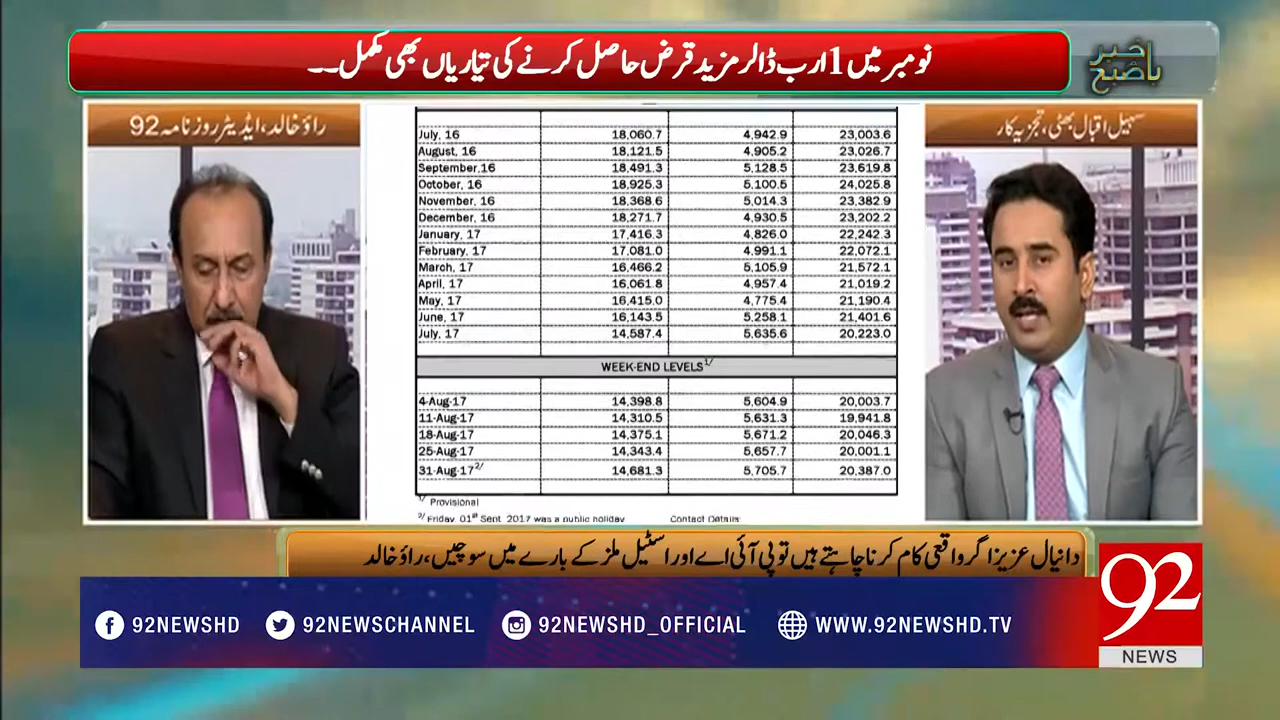 نومبر میں 1 ارب ڈالر مزید قرض حاصل کرنے کی تیاریاں بھی مکمل۔۔
خبر
باصبح
راؤ خالد، ایڈیٹر روزنامہ 92
سہیل اقبال بھٹی، تجزیہ کار
July, 16 18,060.7 4,942.9 23,003.6
August, 16 18,121.5 4,905.2 23,026.7
September,16 18,491.3 5,128.5 23,619.8
October, 16 18,925.3 5,100.5 24,025.8
November, 16 18,368.6 5,014.3 23,382.9
December, 16 18,271.7 4,930.5 23,202.2
January, 17 17,416.3 4,826.0 22,242.3
February, 17 17,081.0 4,991.1 22,072.1
March, 17 16,466.2 5,105.9 21,572.1
April, 17 16,061.8 4,957.4 21,019.2
May, 17 16,415.0 4,775.4 21,190.4
June, 17 16,143.5 5,258.1 21,401.6
July, 17 14,587.4 5,635.6 20,223.0
WEEK-END LEVELS 1/
4-Aug-17 14,398.8 5,604.9 20,003.7
11-Aug-17 14,310.5 5,631.3 19,941.8
18-Aug-17 14,375.1 5,671.2 20,046.3
25-Aug-17 14,343.4 5,657.7 20,001.1
31-Aug-17 2/ 14,681.3 5,705.7 20,387.0
1/ Provisional
2/ Friday, 01st Sept, 2017 was a public holiday Contact Details:
دانیال عزیز اگر واقعی کام کرنا چاہتے ہیں تو پی آئی اے اور اسٹیل ملز کے بارے میں سوچیں، راؤ خالد
92NEWSHD 92NEWSCHANNEL 92NEWSHD_OFFICIAL WWW.92NEWSHD.TV
92
NEWS